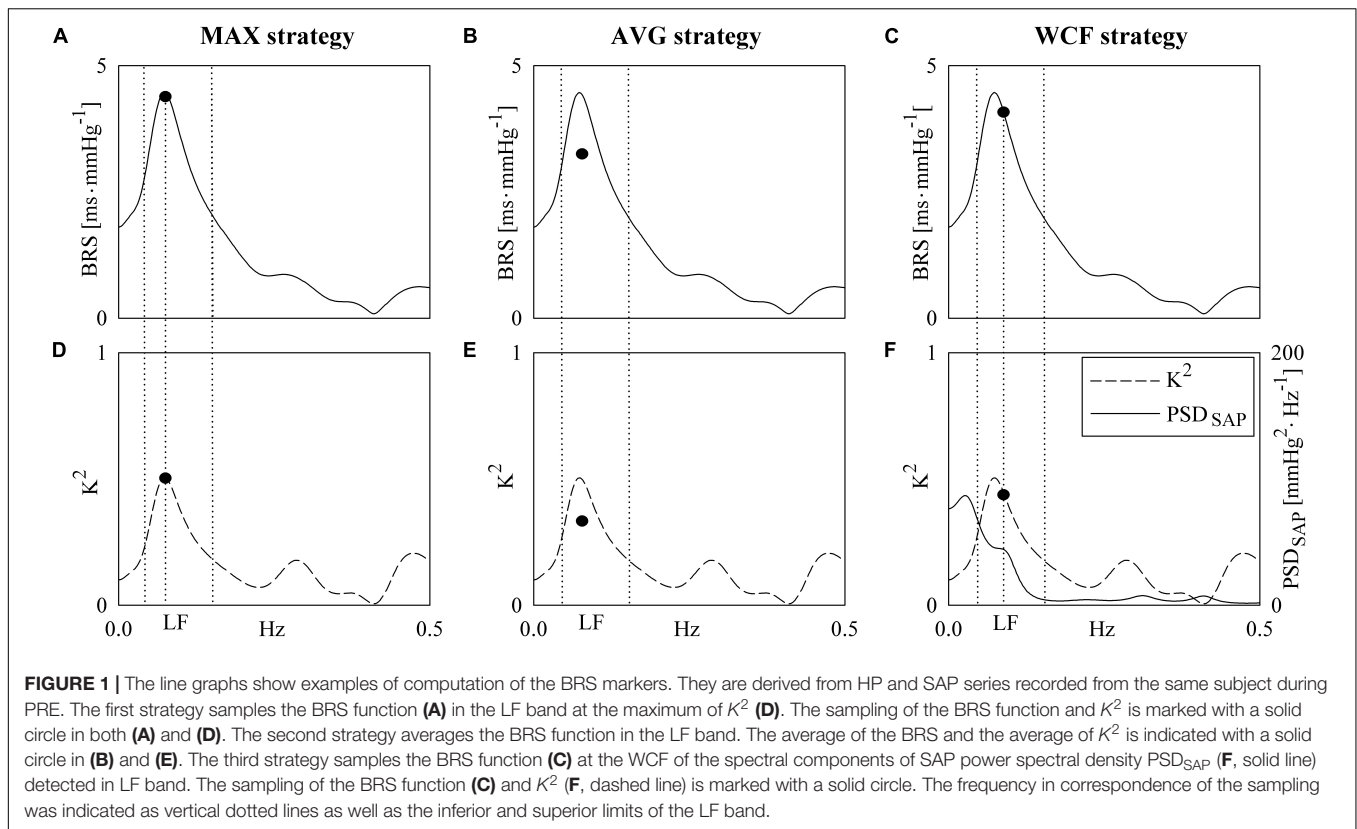 A MAX strategy
B AVG strategy
C WCF strategy
5
BRS [ms·mmHg⁻¹]
0
5
BRS [ms·mmHg⁻¹]
0
5
BRS [ms·mmHg⁻¹[
0
D
1
K²
0
0.0 LF Hz 0.5
E
1
K²
0
0.0 LF Hz 0.5
F
1
K²
0
0.0 LF Hz 0.5
K²
PSD SAP
200
PSD SAP [mmHg²·Hz⁻¹]
0
FIGURE 1 | The line graphs show examples of computation of the BRS markers. They are derived from HP and SAP series recorded from the same subject during
PRE. The first strategy samples the BRS function (A) in the LF band at the maximum of K² (D). The sampling of the BRS function and K² is marked with a solid
circle in both (A) and (D). The second strategy averages the BRS function in the LF band. The average of the BRS and the average of K² is indicated with a solid
circle in (B) and (E). The third strategy samples the BRS function (C) at the WCF of the spectral components of SAP power spectral density PSD SAP (F, solid line)
detected in LF band. The sampling of the BRS function (C) and K² (F, dashed line) is marked with a solid circle. The frequency in correspondence of the sampling
was indicated as vertical dotted lines as well as the inferior and superior limits of the LF band.